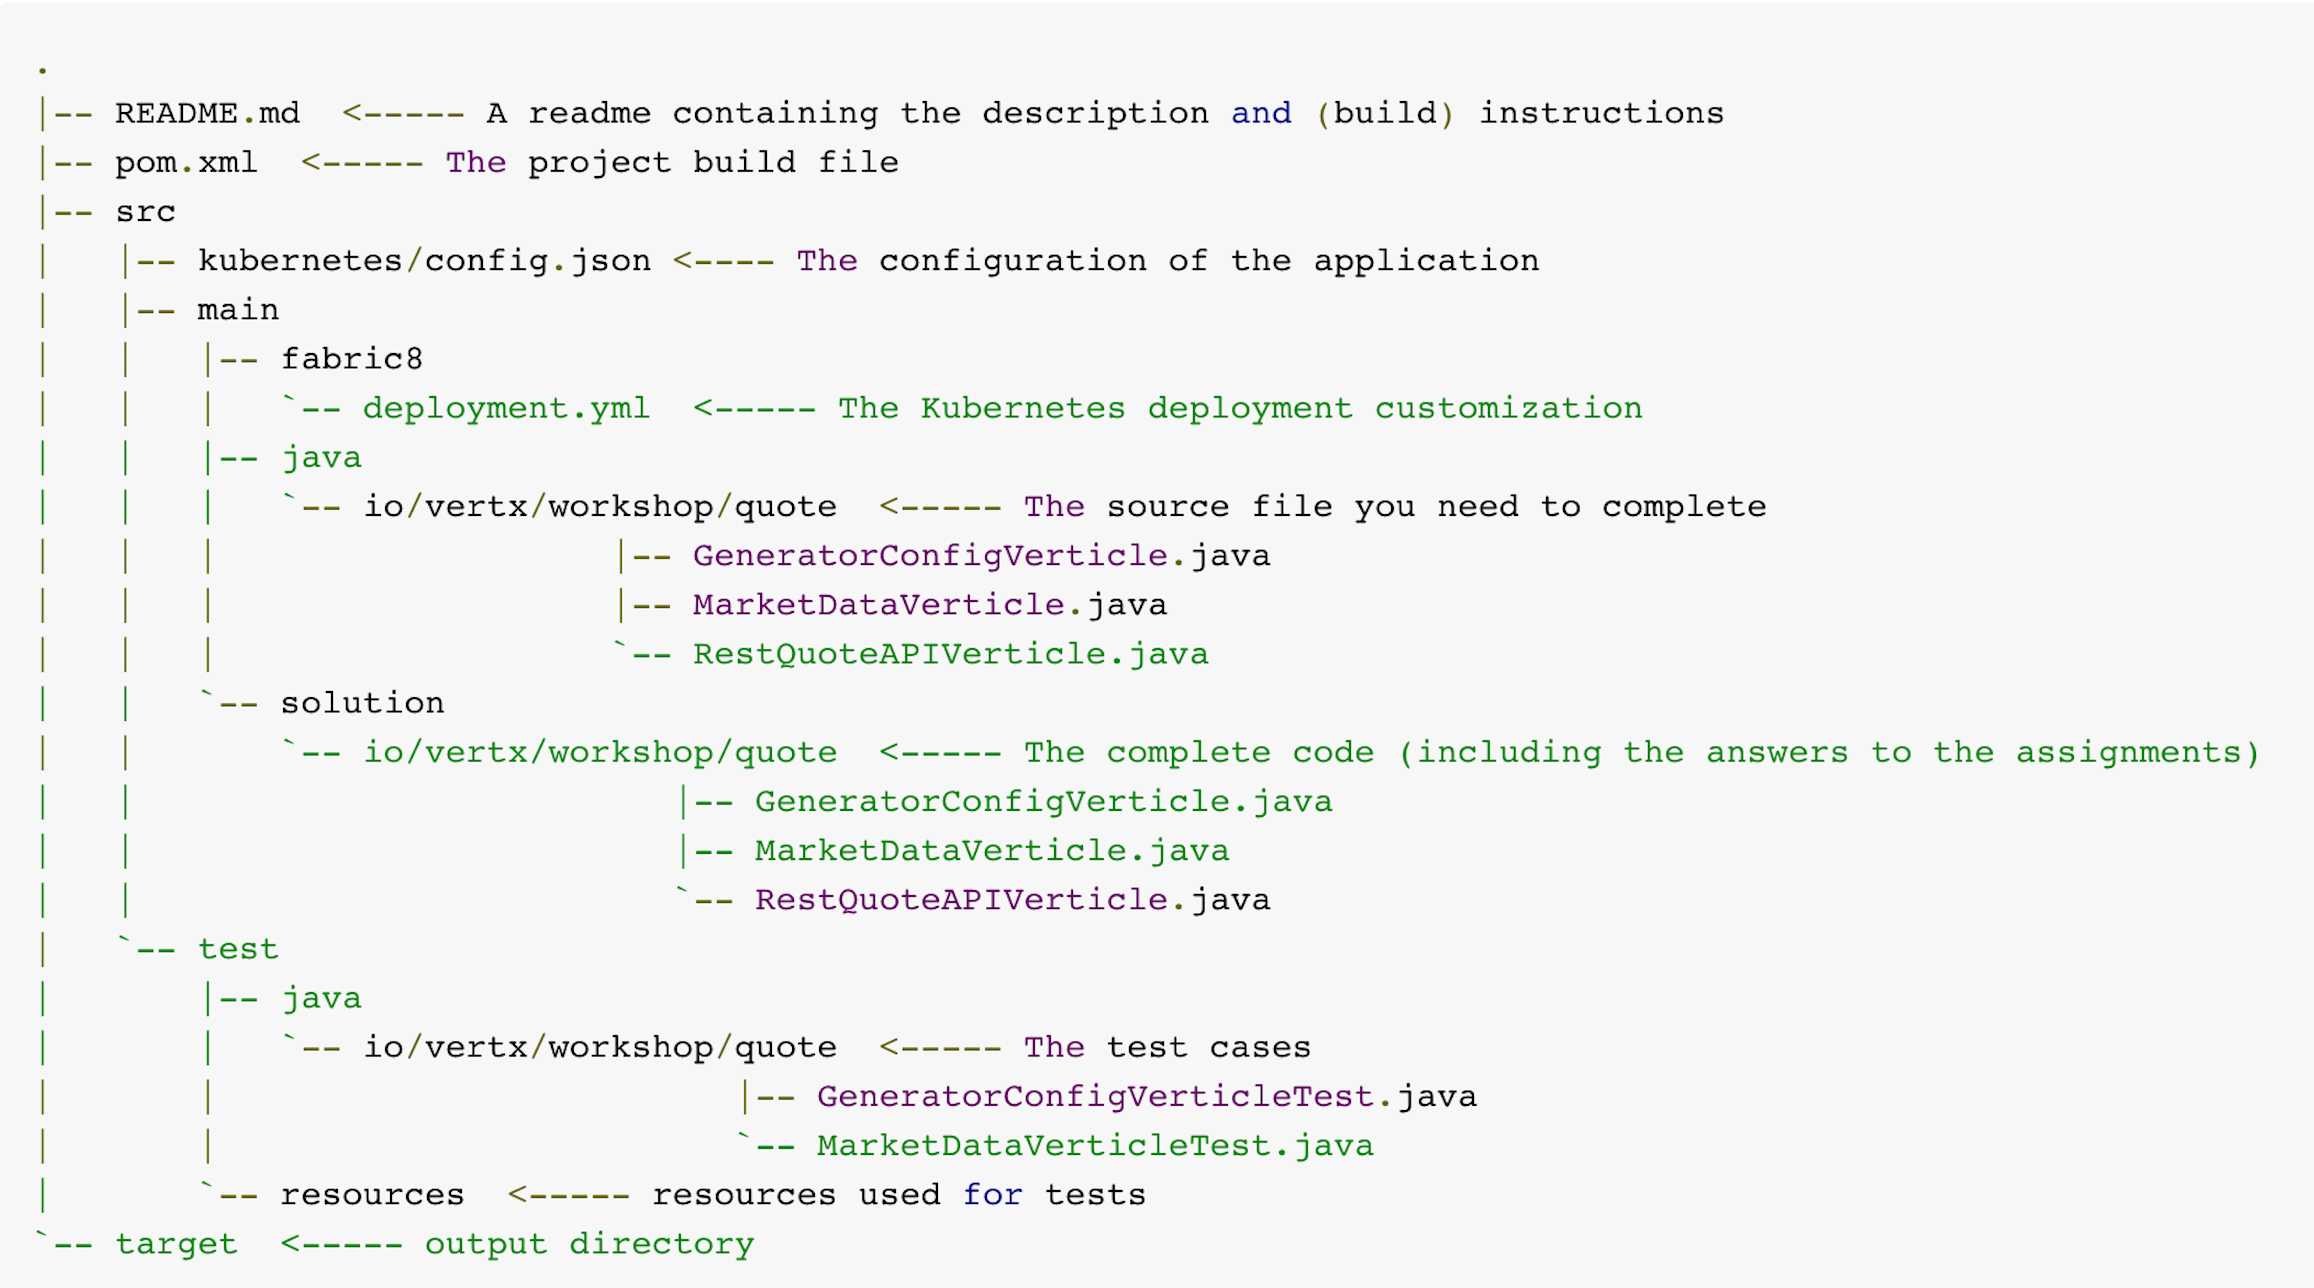 .
|-- README.md  <----- A readme containing the description and (build) instructions
|-- pom.xml  <----- The project build file
|-- src
|   |-- kubernetes/config.json <---- The configuration of the application
|   |-- main
|   |   |-- fabric8
|   |   |   `-- deployment.yml  <----- The Kubernetes deployment customization
|   |   |-- java
|   |   |   `-- io/vertx/workshop/quote  <----- The source file you need to complete
|   |   |                   |-- GeneratorConfigVerticle.java
|   |   |                   |-- MarketDataVerticle.java
|   |   |                   `-- RestQuoteAPIVerticle.java
|   |   `-- solution
|   |       `-- io/vertx/workshop/quote  <----- The complete code (including the answers to the assignments)
|   |                          |-- GeneratorConfigVerticle.java
|   |                          |-- MarketDataVerticle.java
|   |                          `-- RestQuoteAPIVerticle.java
|   `-- test
|       |-- java
|       |   `-- io/vertx/workshop/quote  <----- The test cases
|       |                         |-- GeneratorConfigVerticleTest.java
|       |                         `-- MarketDataVerticleTest.java
|       `-- resources  <----- resources used for tests
`-- target  <----- output directory